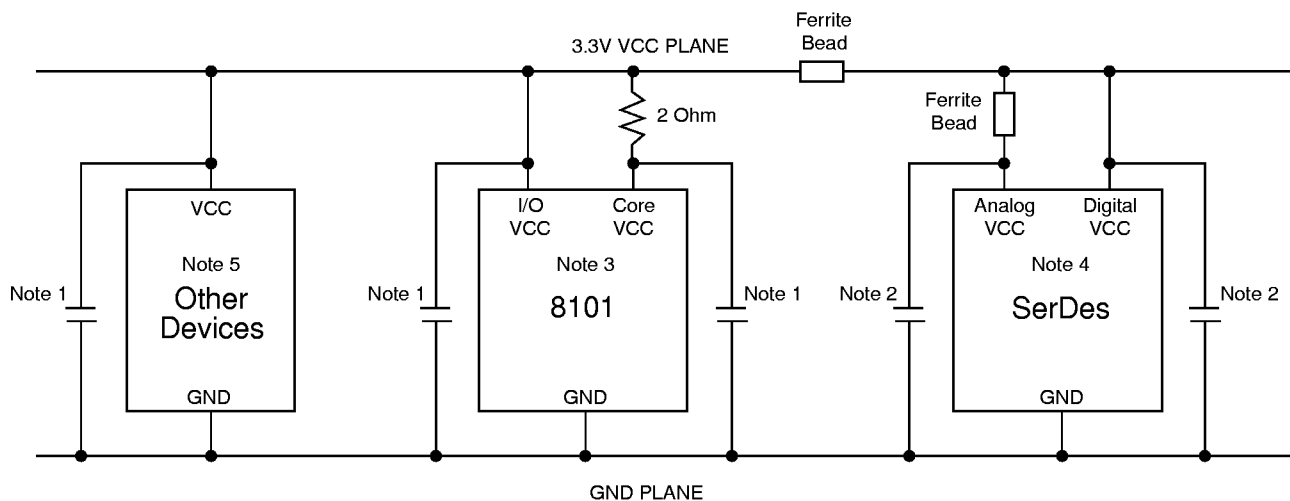 Ferrite
Bead
3.3V VCC PLANE
Ferrite
Bead
2 Ohm
VCC
I/O
VCC
Core
VCC
Analog
VCC
Digital
VCC
Note 5
Note 3
Note 4
Note 1
Other
Devices
Note 1
8101
Note 1
Note 2
SerDes
Note 2
GND
GND
GND
GND PLANE